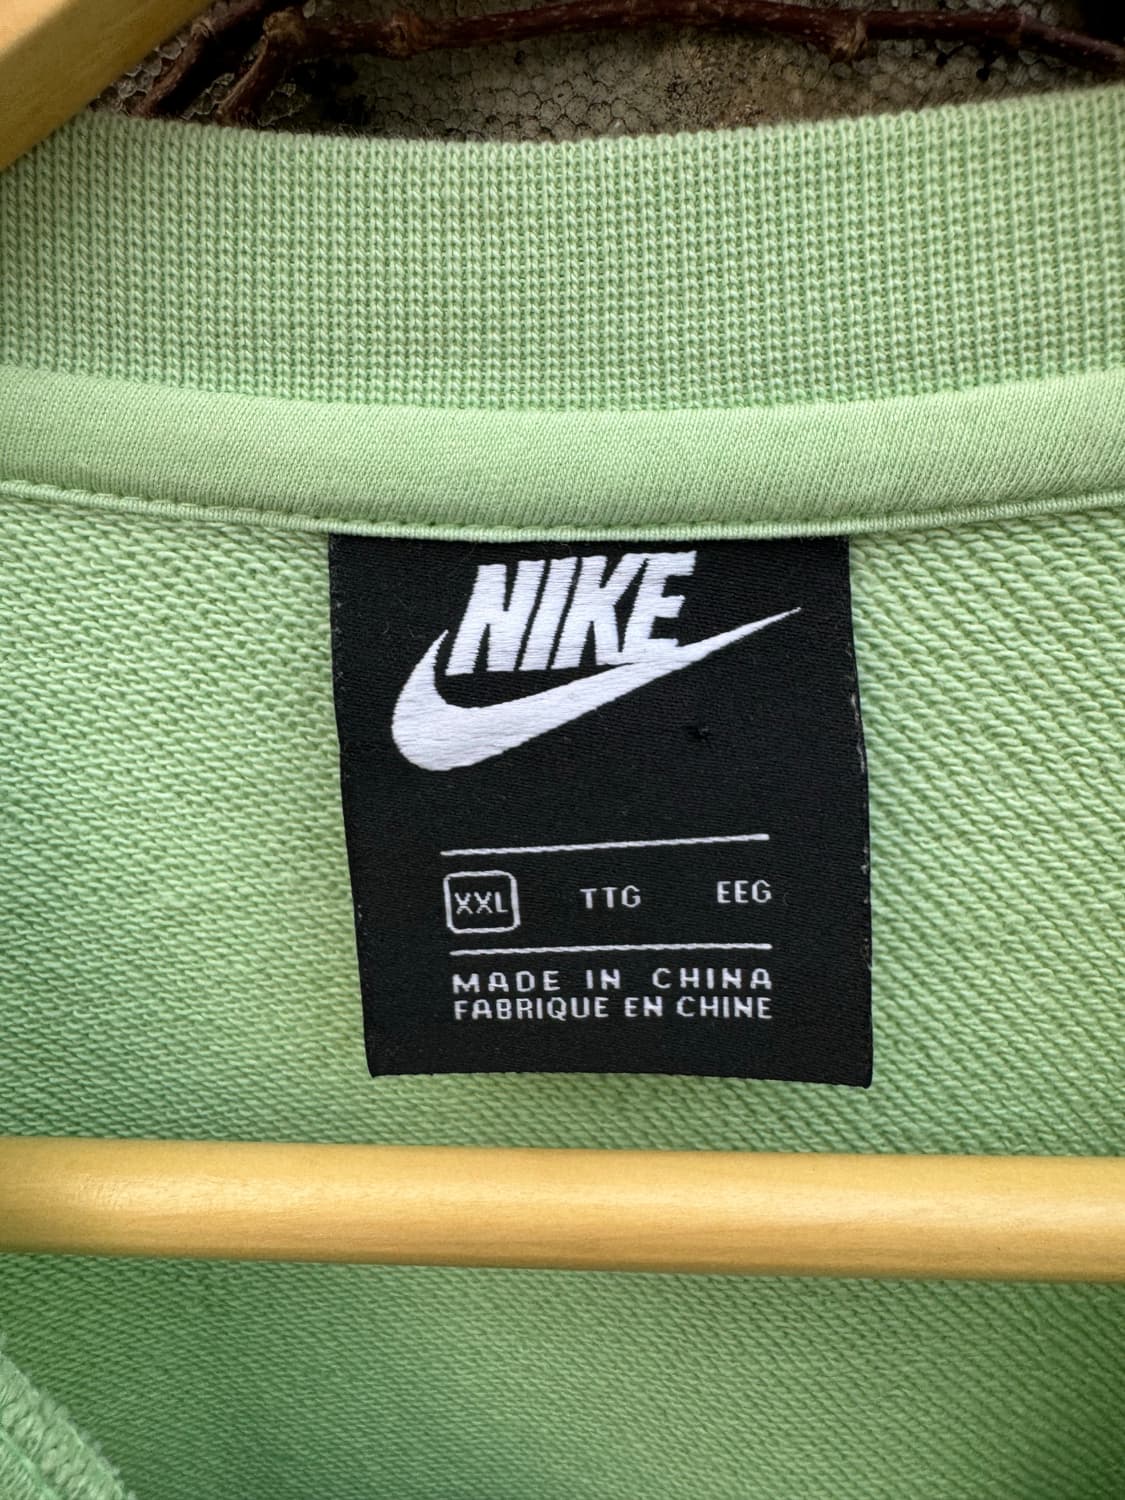 NIKE
XXL TTG EEG
MADE IN CHINA
FABRIQUE EN CHINE